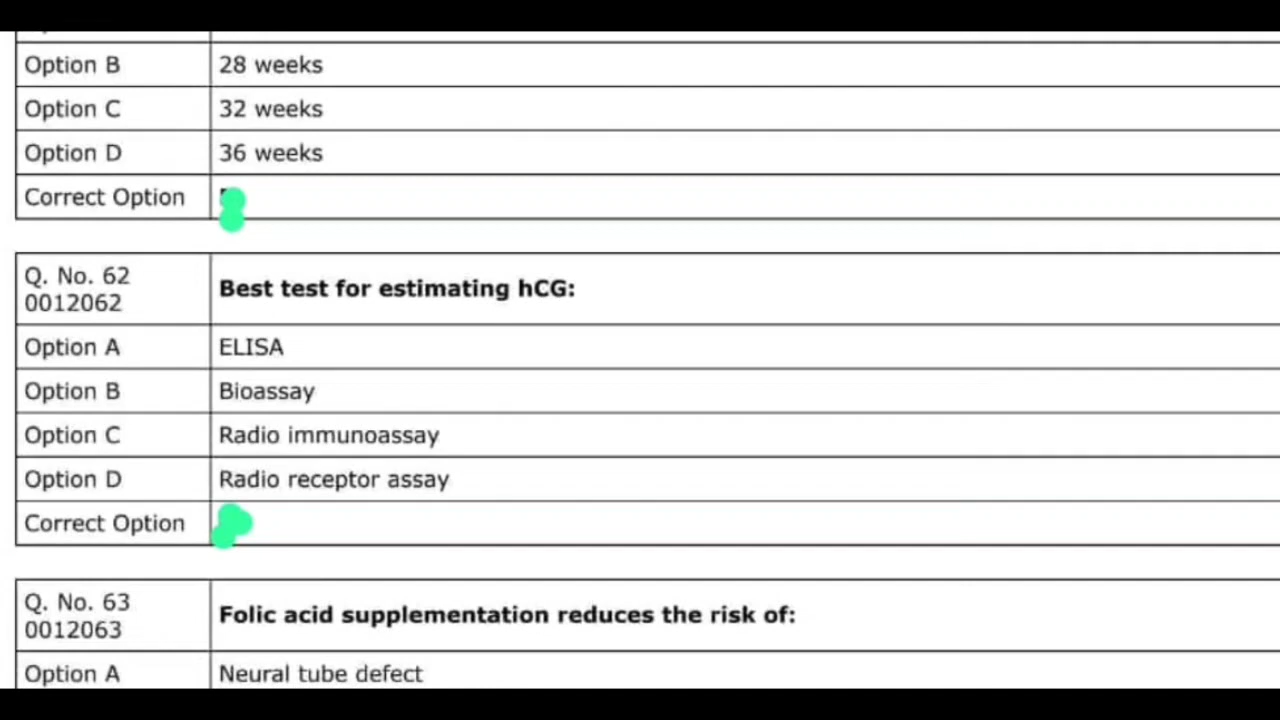 Option B 28 weeks
Option C 32 weeks
Option D 36 weeks
Correct Option
Q. No. 62
0012062
Best test for estimating hCG:
Option A ELISA
Option B Bioassay
Option C Radio immunoassay
Option D Radio receptor assay
Correct Option
Q. No. 63
0012063
Folic acid supplementation reduces the risk of:
Option A Neural tube defect